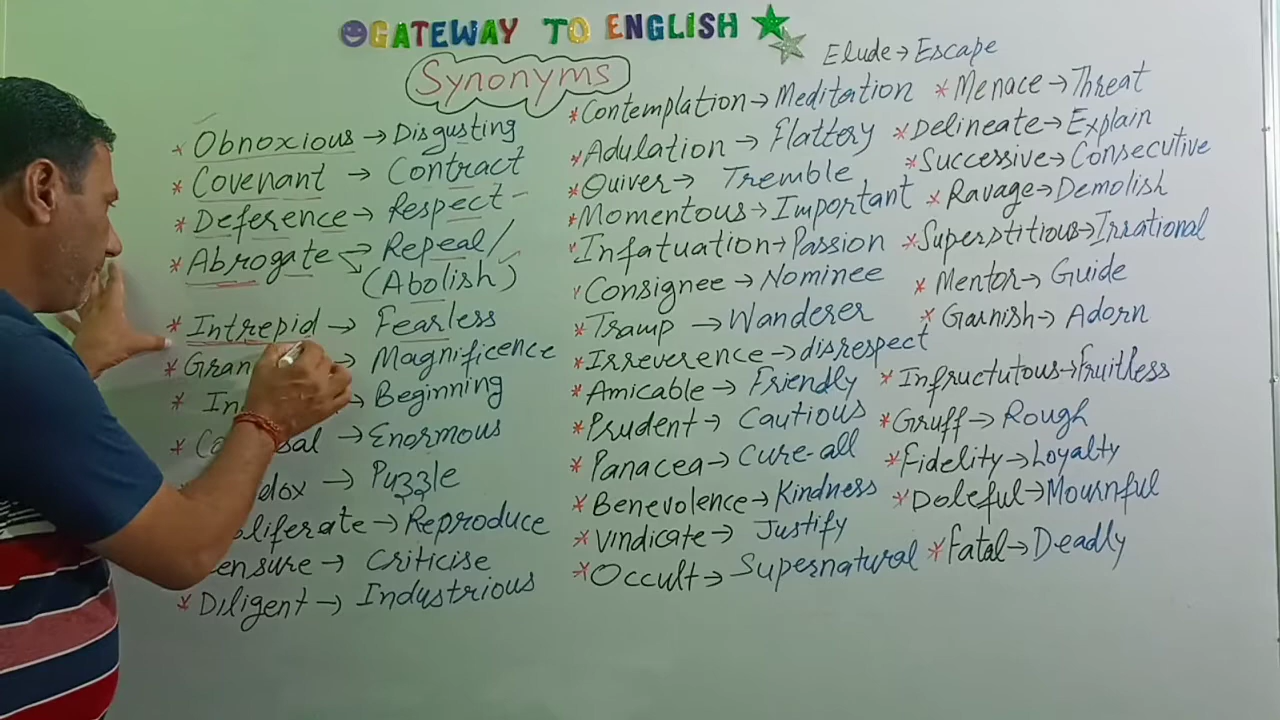 GATEWAY TO ENGLISH
Synonyms
* Obnoxious → Disgusting
* Covenant → Contract
* Deference → Respect
* Abrogate → Repeal/
(Abolish)
* Intrepid → Fearless
* → Magnificence
* → Beginning
* → Enormous
→ Puzzle
→ Reproduce
→ Criticise
* Diligent → Industrious
* Contemplation → Meditation
* Adulation → Flattery
* Quiver → Tremble
* Momentous → Important
* Infatuation → Passion
Consignee → Nominee
* Tramp → Wanderer
* Irreverence → disrespect
* Amicable → Friendly
* Prudent → Cautious
* Panacea → Cure-all
* Benevolence → Kindness
* Vindicate → Justify
* Occult → Supernatural
Elude → Escape
* Menace → Threat
* Delineate → Explain
* Successive → Consecutive
* Ravage → Demolish
* Superstitious → Irrational
* Mentor → Guide
* Garnish → Adorn
* Infructutous → Fruitless
* Gruff → Rough
* Fidelity → Loyalty
* Doleful → Mournful
* Fatal → Deadly